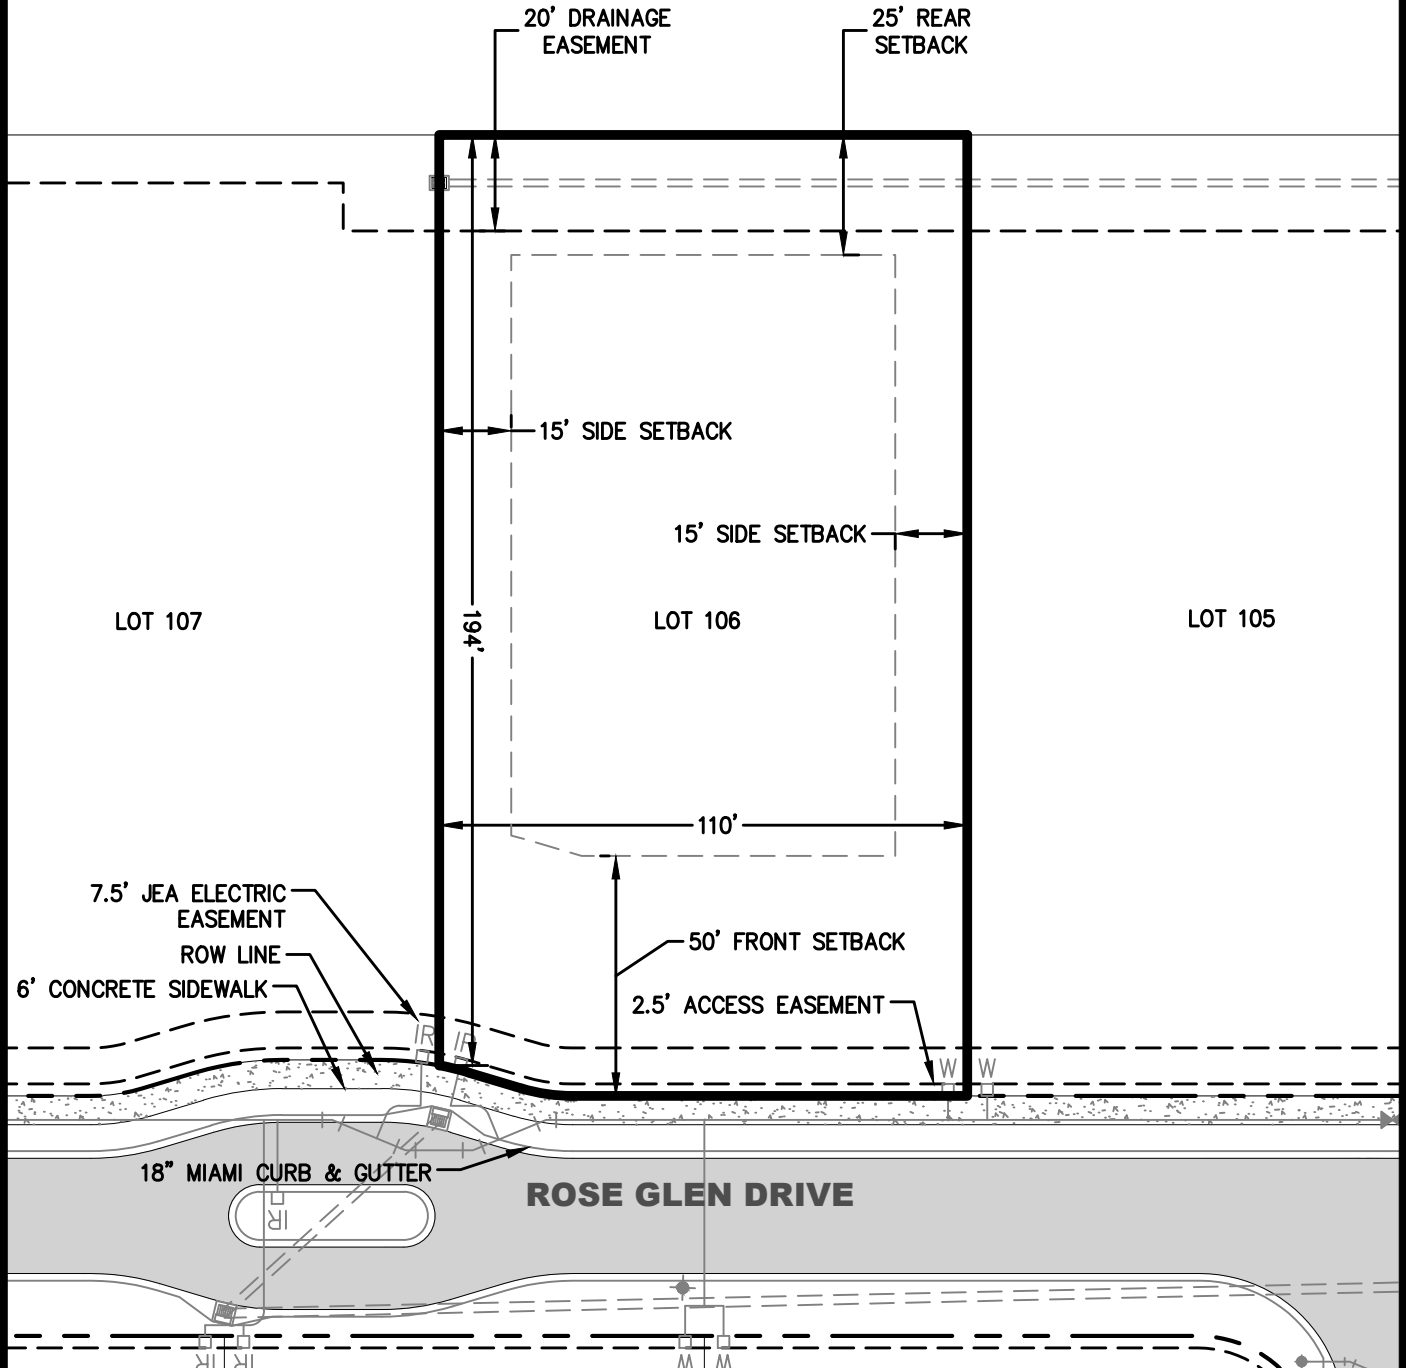 20' DRAINAGE
EASEMENT
25' REAR
SETBACK
15' SIDE SETBACK
15' SIDE SETBACK
LOT 107
194'
LOT 106
LOT 105
110'
7.5' JEA ELECTRIC
EASEMENT
50' FRONT SETBACK
ROW LINE
6' CONCRETE SIDEWALK
2.5' ACCESS EASEMENT
IR
IR
W
W
18" MIAMI CURB & GUTTER
ROSE GLEN DRIVE
IR
IR
IR
W
W